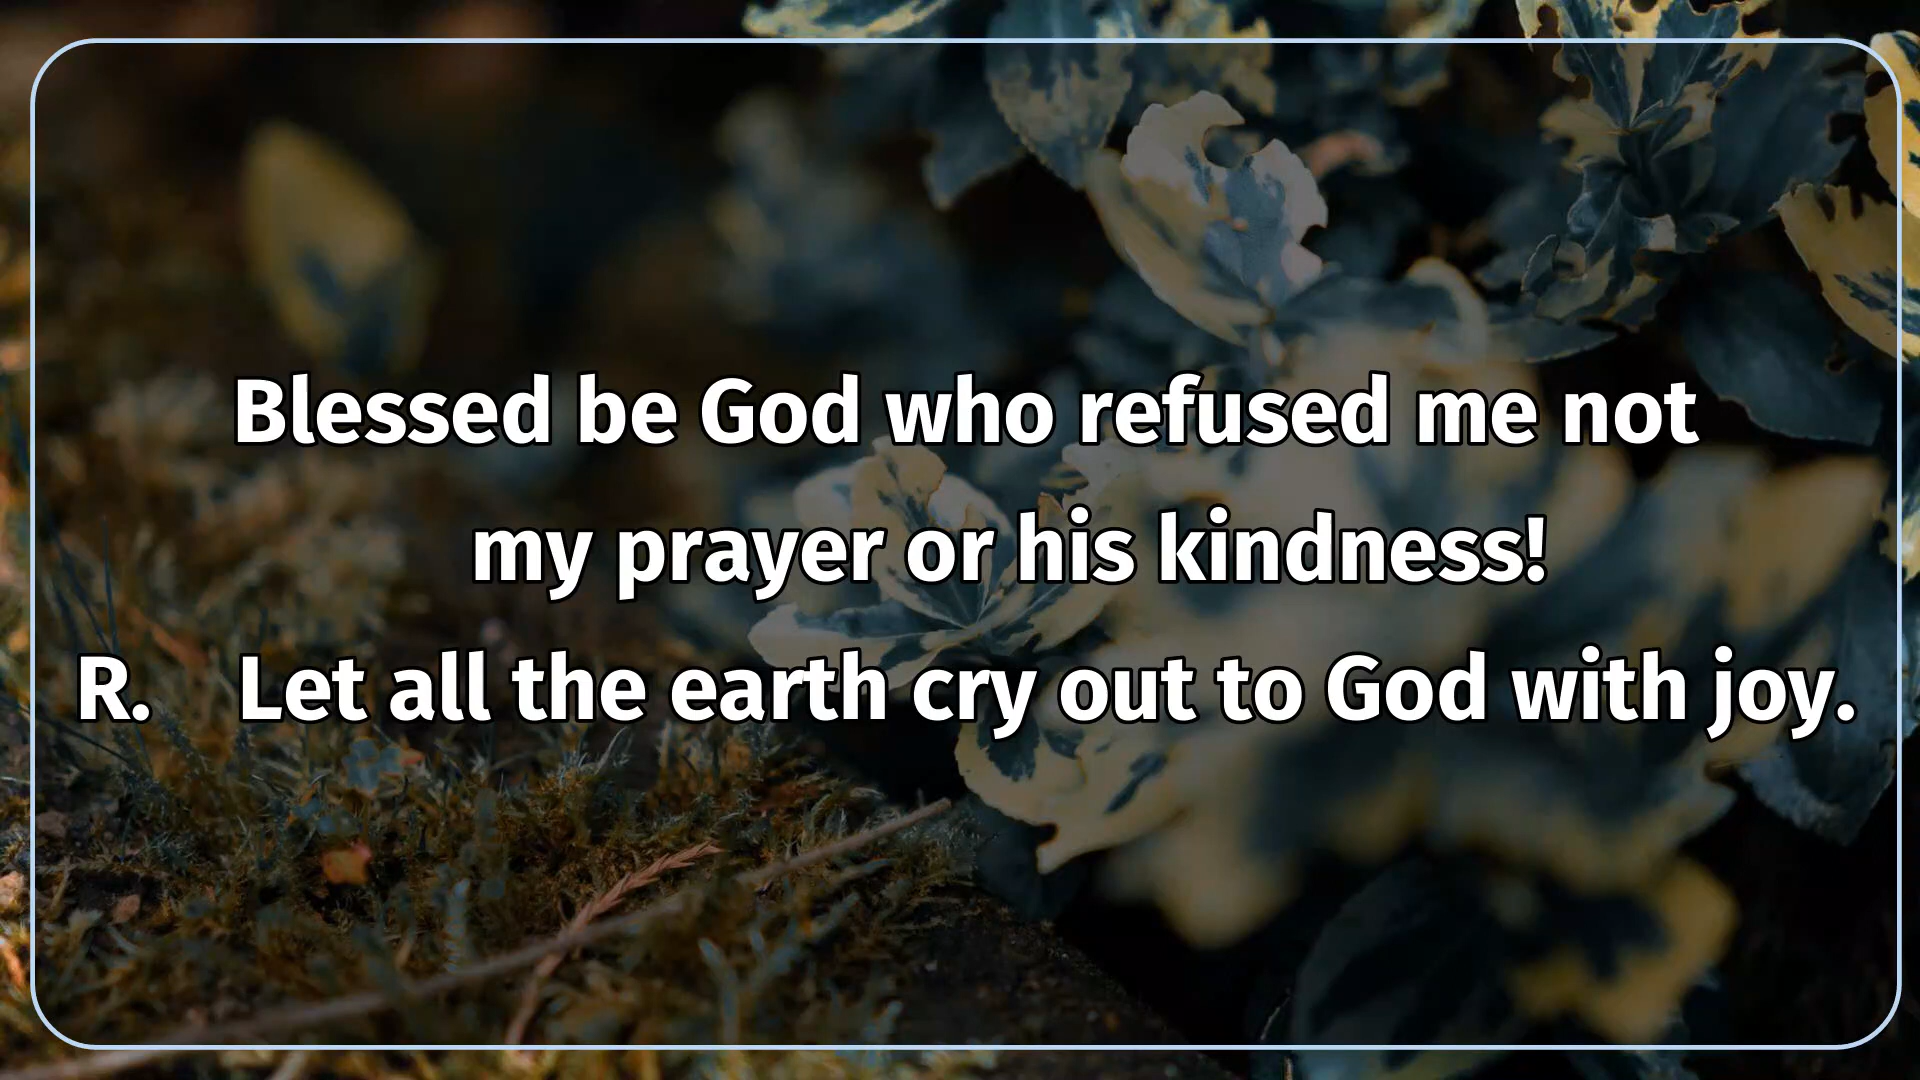 Blessed be God who refused me not
my prayer or his kindness!
R. Let all the earth cry out to God with joy.